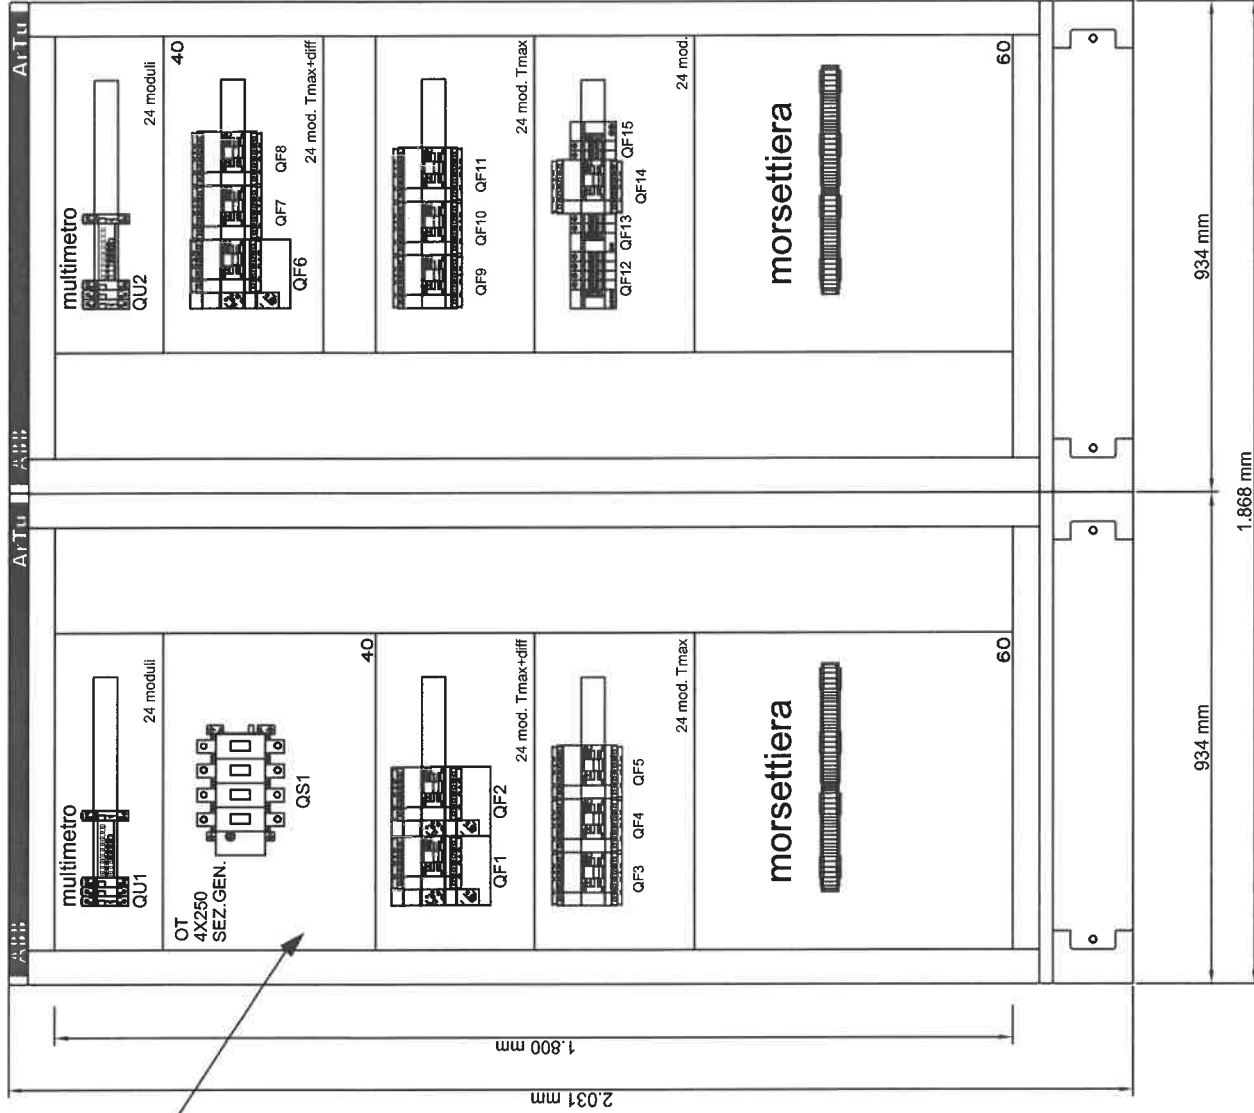 ABB ArTu
multimetro
QU1
24 moduli
OT
4X250
SEZ.GEN.
QS1
40
QF1 QF2
24 mod. Tmax+diff
QF3 QF4 QF5
24 mod. Tmax
morsettiera
60
ABB ArTu
multimetro
QU2
24 moduli
40
QF6 QF7 QF8
24 mod. Tmax+diff
QF9 QF10 QF11
24 mod. Tmax
QF12 QF13 QF14 QF15
24 mod.
morsettiera
60
934 mm
934 mm
1.868 mm
1.800 mm
2.031 mm